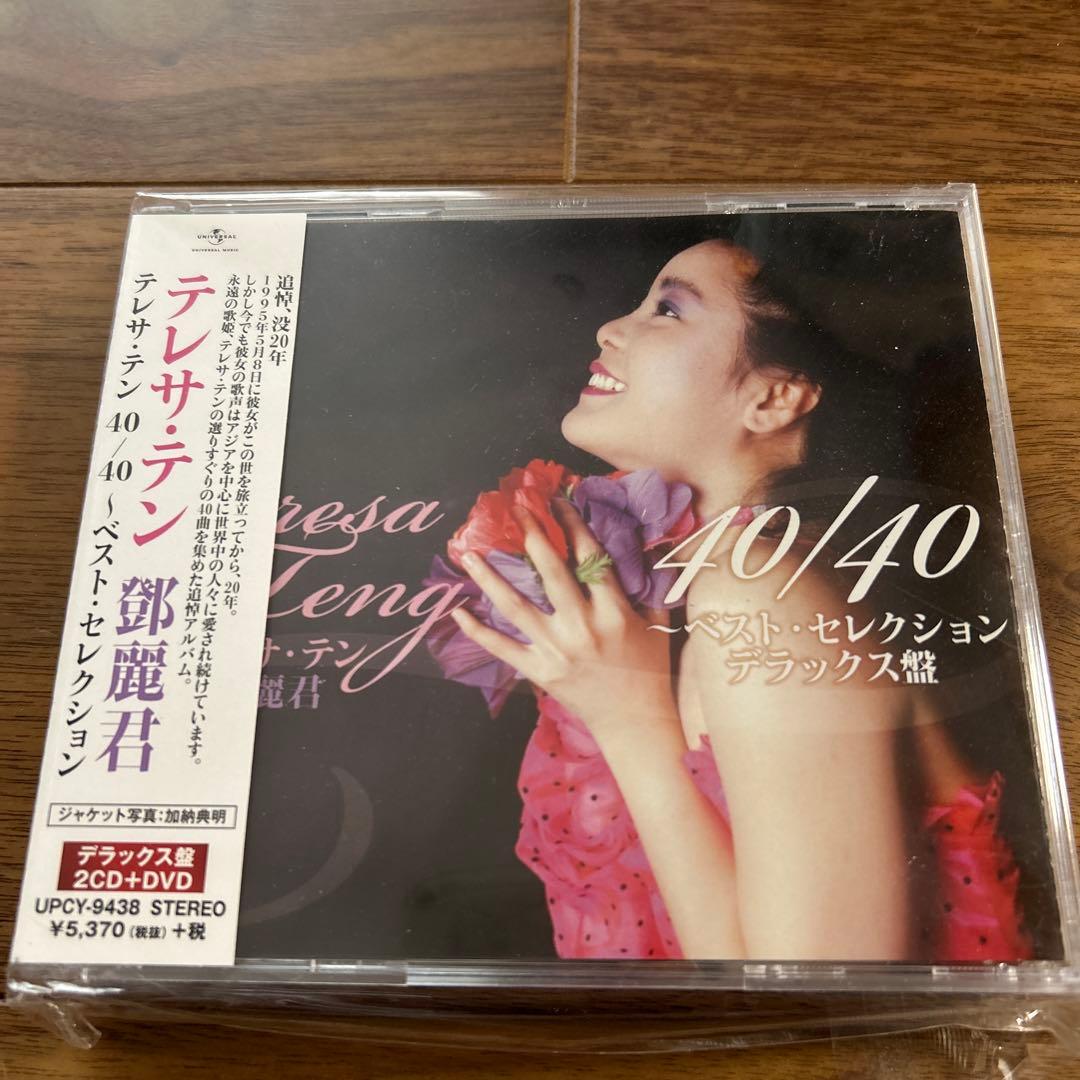 UNIVERSAL
UNIVERSAL MUSIC
追悼、没20年
1995年5月8日に彼女がこの世を旅立ってから、20年。
しかし今でも彼女の歌声はアジアを中心に世界中の人々に愛され続けています。
永遠の歌姫、テレサ・テンの選りすぐりの40曲を集めた追悼アルバム。
テレサ・テン 鄧麗君
テレサ・テン 40/40〜ベスト・セレクション
ジャケット写真:加納典明
デラックス盤
2CD+DVD
UPCY-9438 STEREO
¥5,370(税抜)+税
resa
Teng
サ・テン
麗君
40/40
〜ベスト・セレクション
デラックス盤